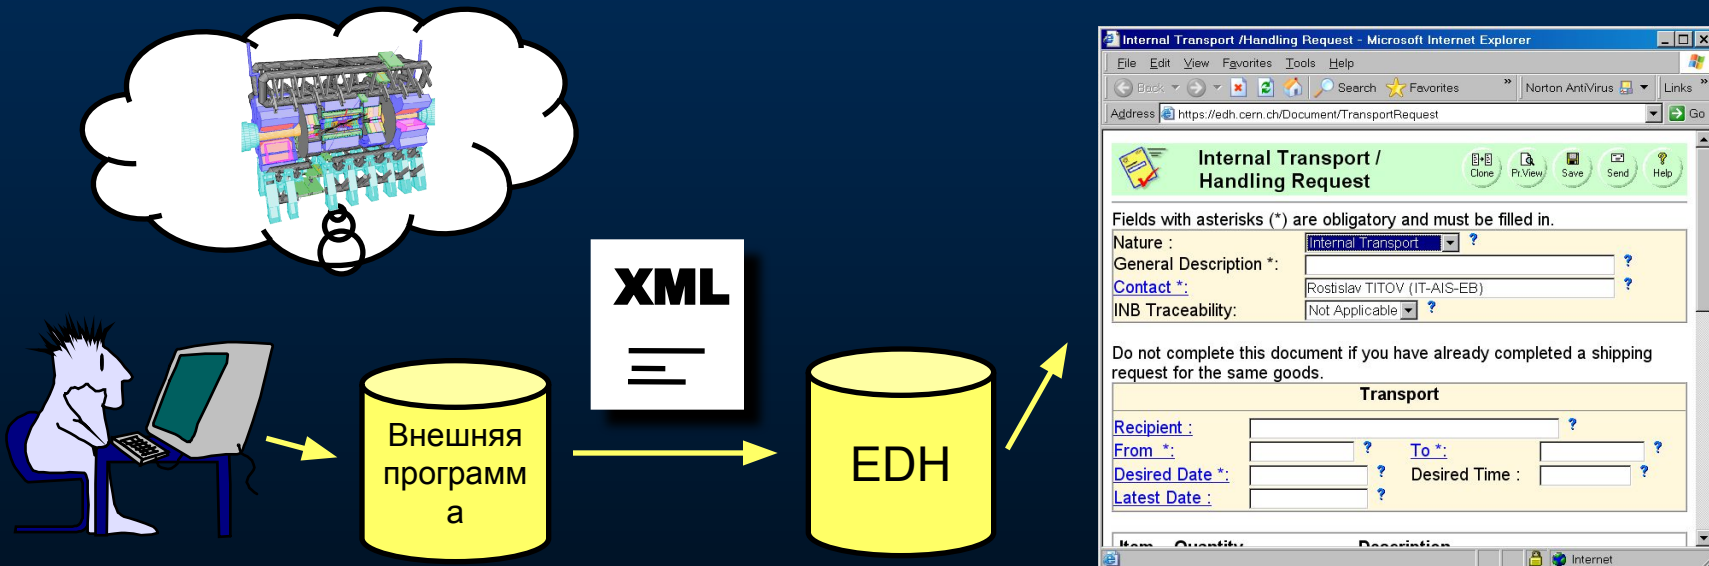 XML
Внешняя
программ
а
EDH
Internal Transport /Handling Request - Microsoft Internet Explorer
File Edit View Favorites Tools Help
Back Search Favorites » Norton AntiVirus Links »
Address https://edh.cern.ch/Document/TransportRequest Go
Internal Transport /
Handling Request
Clone Pr.View Save Send Help
Fields with asterisks (*) are obligatory and must be filled in.
Nature : Internal Transport ?
General Description *: ?
Contact *: Rostislav TITOV (IT-AIS-EB) ?
INB Traceability: Not Applicable ?
Do not complete this document if you have already completed a shipping
request for the same goods.
Transport
Recipient : ?
From *: ? To *: ?
Desired Date *: ? Desired Time : ?
Latest Date : ?
Item Quantity Description
Internet